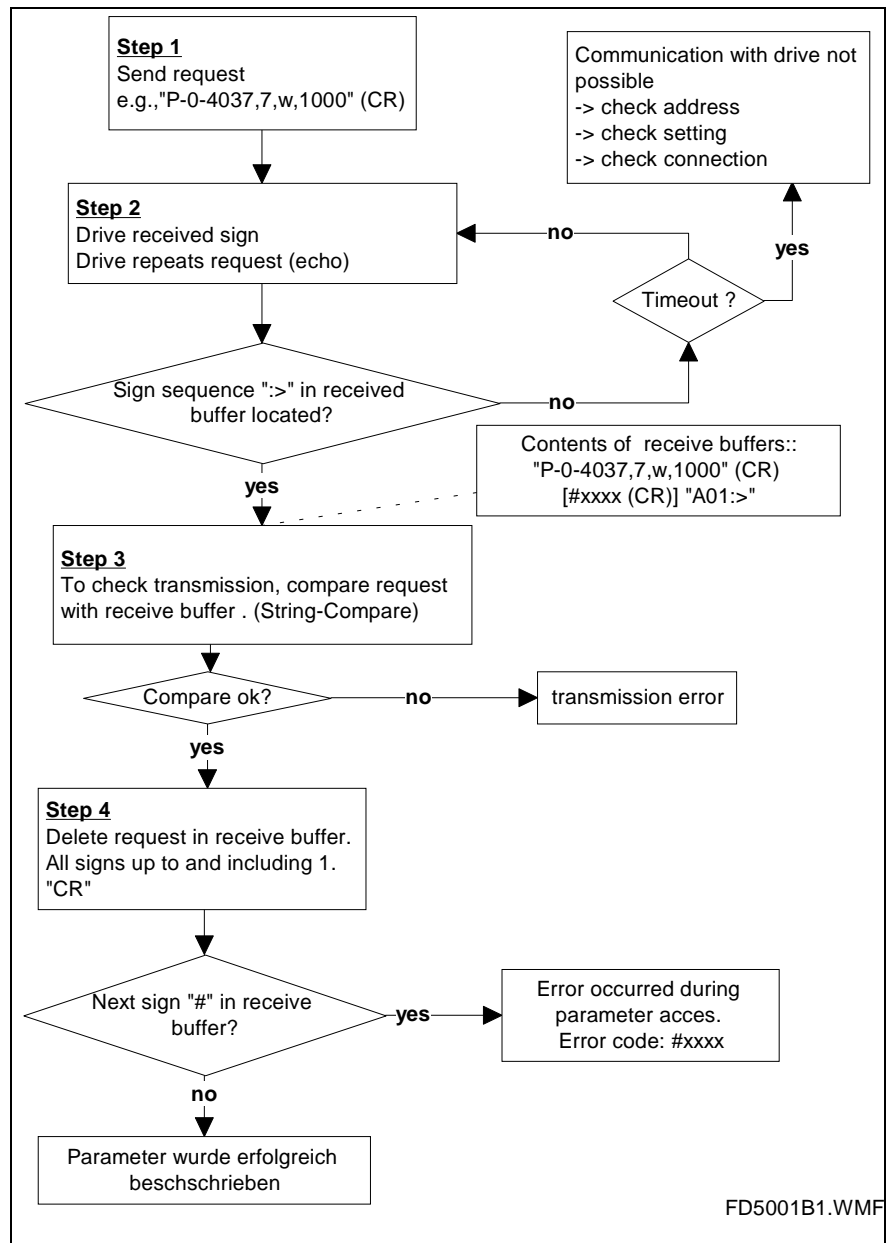 Step 1
Send request
e.g.,"P-0-4037,7,w,1000" (CR)
Communication with drive not
possible
-> check address
-> check setting
-> check connection
Step 2
Drive received sign
Drive repeats request (echo)
no
yes
Timeout ?
Sign sequence ":>" in received
buffer located?
no
yes
Contents of receive buffers::
"P-0-4037,7,w,1000" (CR)
[#xxxx (CR)] "A01:>"
Step 3
To check transmission, compare request
with receive buffer . (String-Compare)
Compare ok?
no
transmission error
yes
Step 4
Delete request in receive buffer.
All signs up to and including 1.
"CR"
Next sign "#" in receive
buffer?
yes
Error occurred during
parameter acces.
Error code: #xxxx
no
Parameter wurde erfolgreich
beschschrieben
FD5001B1.WMF